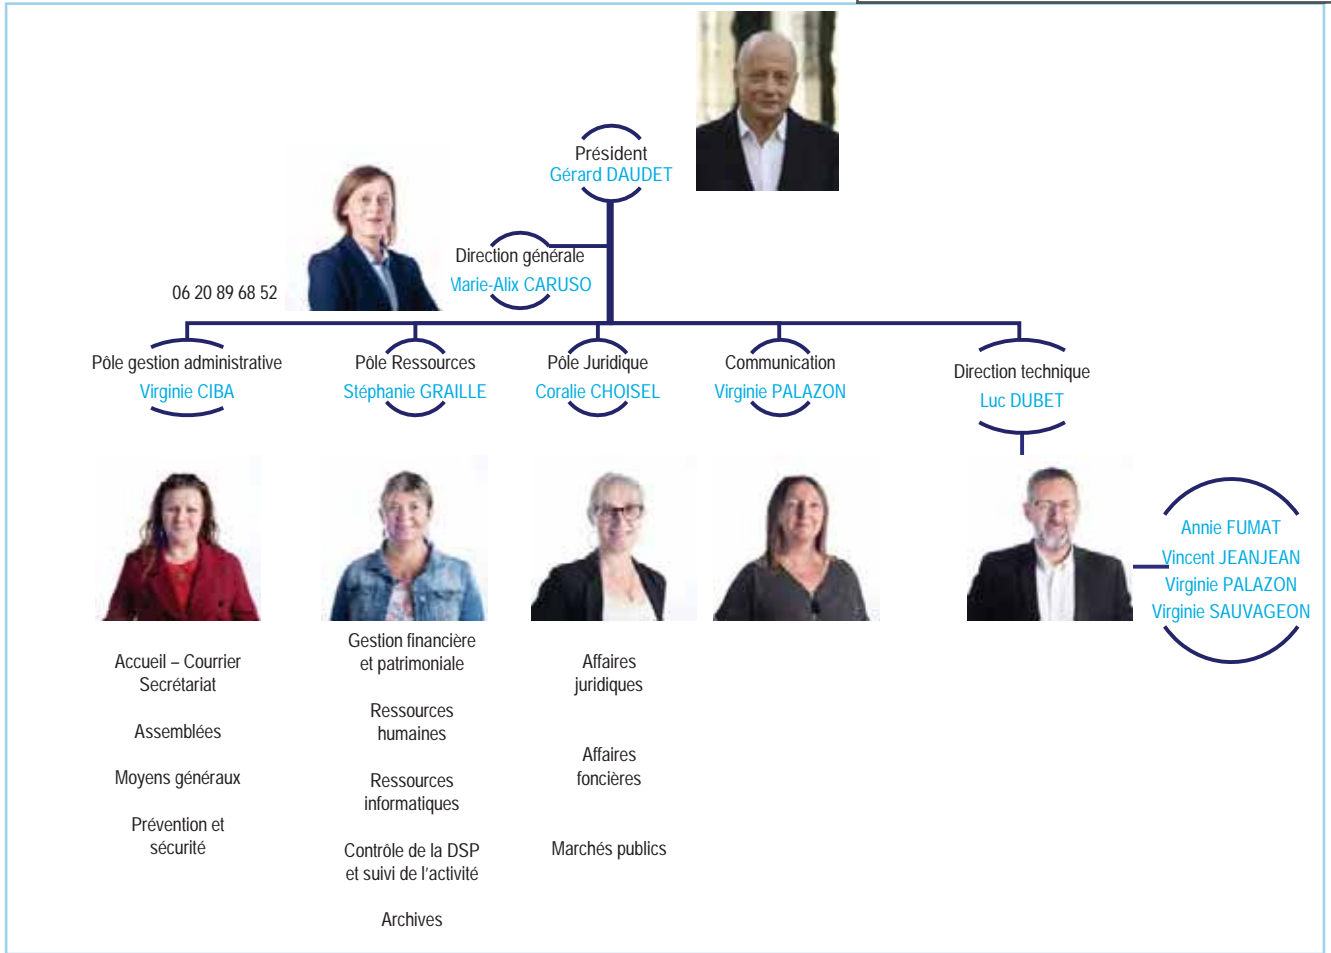 Président
Gérard DAUDET
Direction générale
Marie-Alix CARUSO
06 20 89 68 52
Pôle gestion administrative
Virginie CIBA
Pôle Ressources
Stéphanie GRAILLE
Pôle Juridique
Coralie CHOISEL
Communication
Virginie PALAZON
Direction technique
Luc DUBET
Annie FUMAT
Vincent JEANJEAN
Virginie PALAZON
Virginie SAUVAGEON
Accueil – Courrier
Secrétariat
Assemblées
Moyens généraux
Prévention et
sécurité
Gestion financière
et patrimoniale
Ressources
humaines
Ressources
informatiques
Contrôle de la DSP
et suivi de l'activité
Archives
Affaires
juridiques
Affaires
foncières
Marchés publics